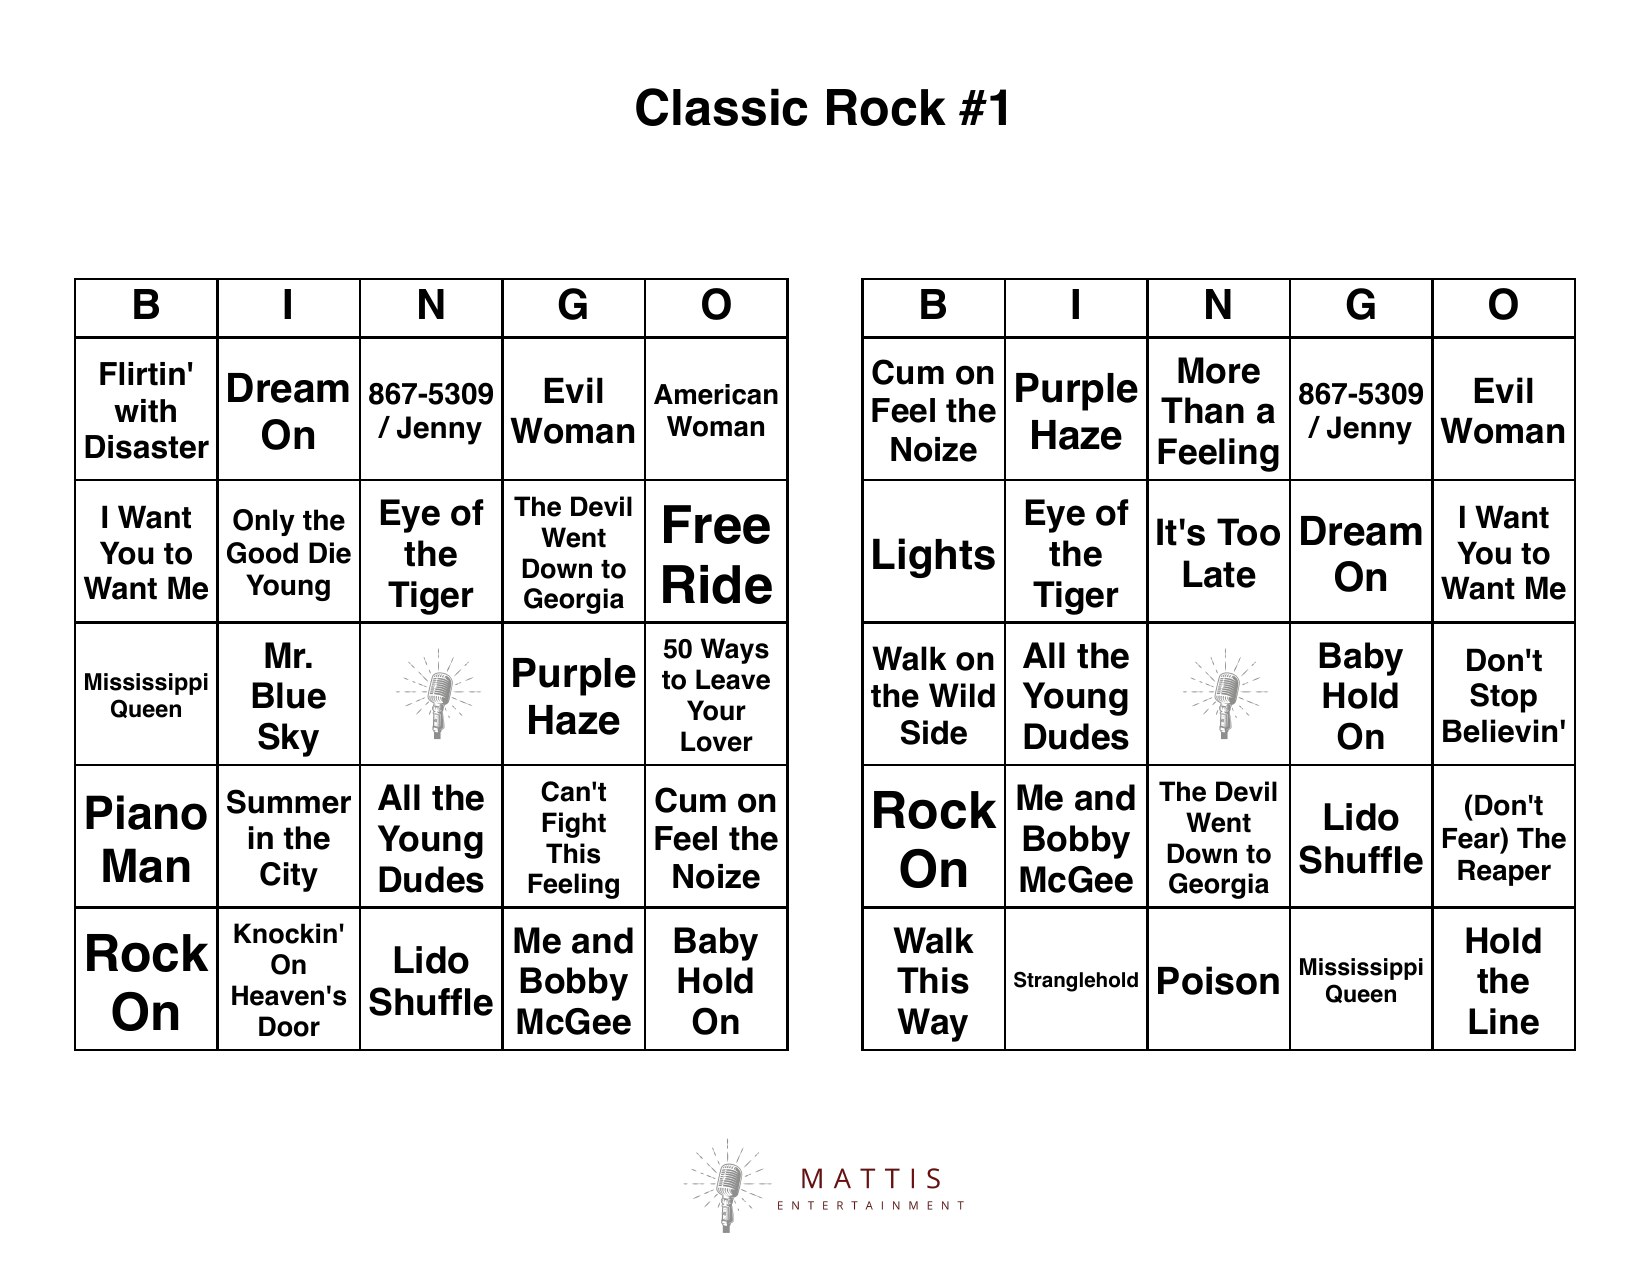 Classic Rock #1
B I N G O
Flirtin'
with
Disaster
Dream
On
867-5309
/ Jenny
Evil
Woman
American
Woman
I Want
You to
Want Me
Only the
Good Die
Young
Eye of
the
Tiger
The Devil
Went
Down to
Georgia
Free
Ride
Mississippi
Queen
Mr.
Blue
Sky
Purple
Haze
50 Ways
to Leave
Your
Lover
Piano
Man
Summer
in the
City
All the
Young
Dudes
Can't
Fight
This
Feeling
Cum on
Feel the
Noize
Rock
On
Knockin'
On
Heaven's
Door
Lido
Shuffle
Me and
Bobby
McGee
Baby
Hold
On
B I N G O
Cum on
Feel the
Noize
Purple
Haze
More
Than a
Feeling
867-5309
/ Jenny
Evil
Woman
Lights
Eye of
the
Tiger
It's Too
Late
Dream
On
I Want
You to
Want Me
Walk on
the Wild
Side
All the
Young
Dudes
Baby
Hold
On
Don't
Stop
Believin'
Rock
On
Me and
Bobby
McGee
The Devil
Went
Down to
Georgia
Lido
Shuffle
(Don't
Fear) The
Reaper
Walk
This
Way
Stranglehold
Poison
Mississippi
Queen
Hold
the
Line
MATTIS
ENTERTAINMENT